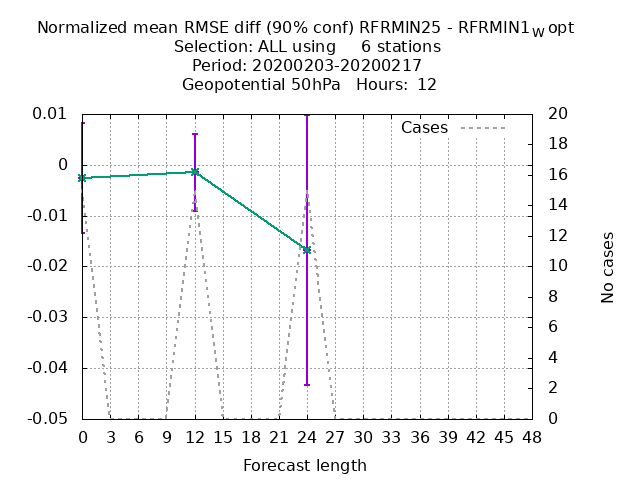 Normalized mean RMSE diff (90% conf) RFRMIN25 - RFRMIN1wopt
Selection: ALL using 6 stations
Period: 20200203-20200217
Geopotential 50hPa Hours: 12
0.01
0
-0.01
-0.02
-0.03
-0.04
-0.05
Cases
20
18
16
14
12
10
8
6
4
2
0
No cases
0 3 6 9 12 15 18 21 24 27 30 33 36 39 42 45 48
Forecast length